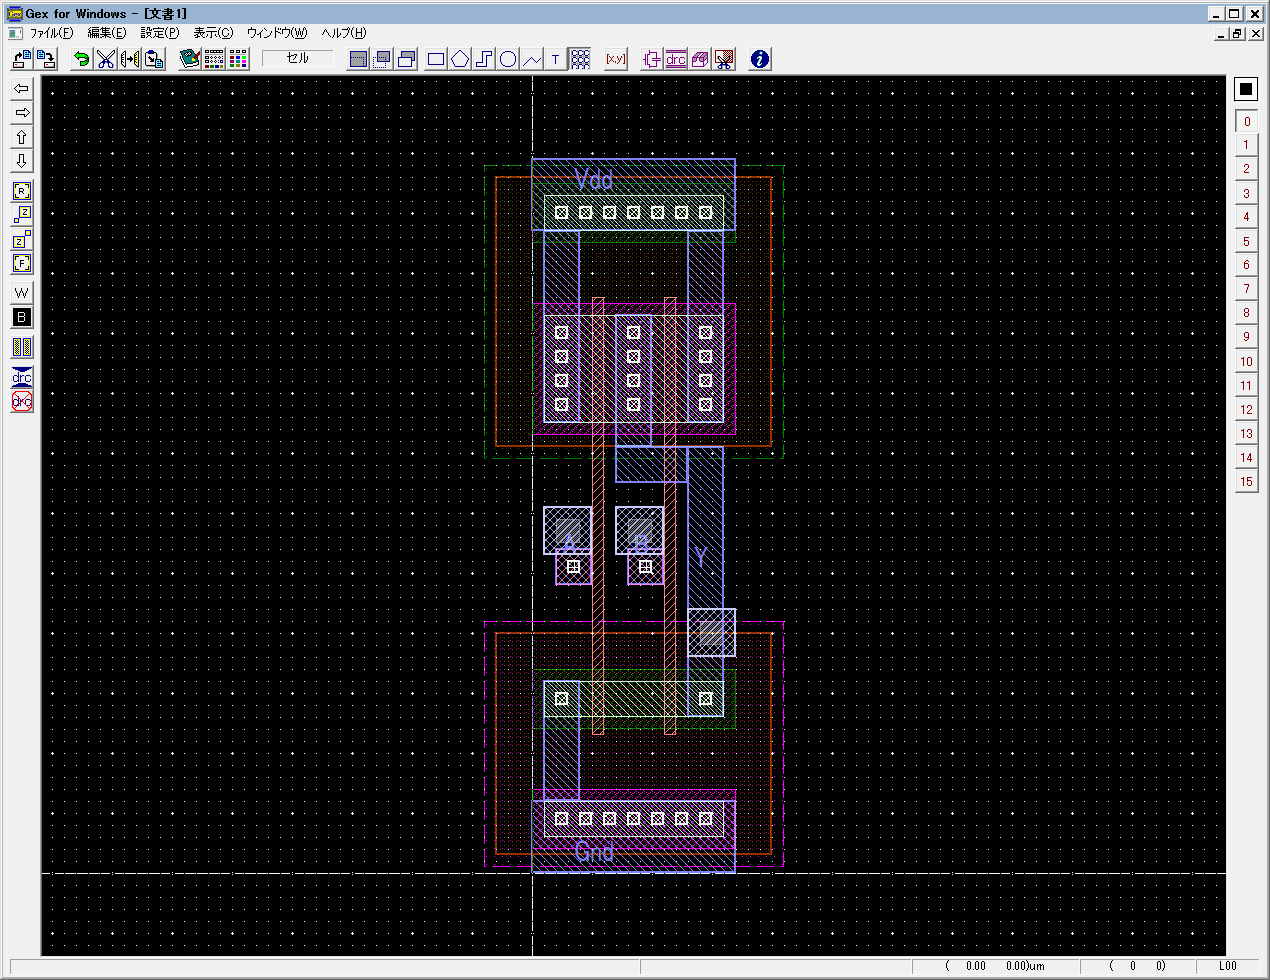 Gex for Windows - [文書1]
ファイル(F) 編集(E) 設定(P) 表示(C) ウィンドウ(W) ヘルプ(H)
セル
T
[x,y]
drc
i
R
Z
Z
F
W
B
drc
drc
Vdd
A
B
Y
Gnd
0
1
2
3
4
5
6
7
8
9
10
11
12
13
14
15
( 0.00 0.00)um
( 0 0)
L00